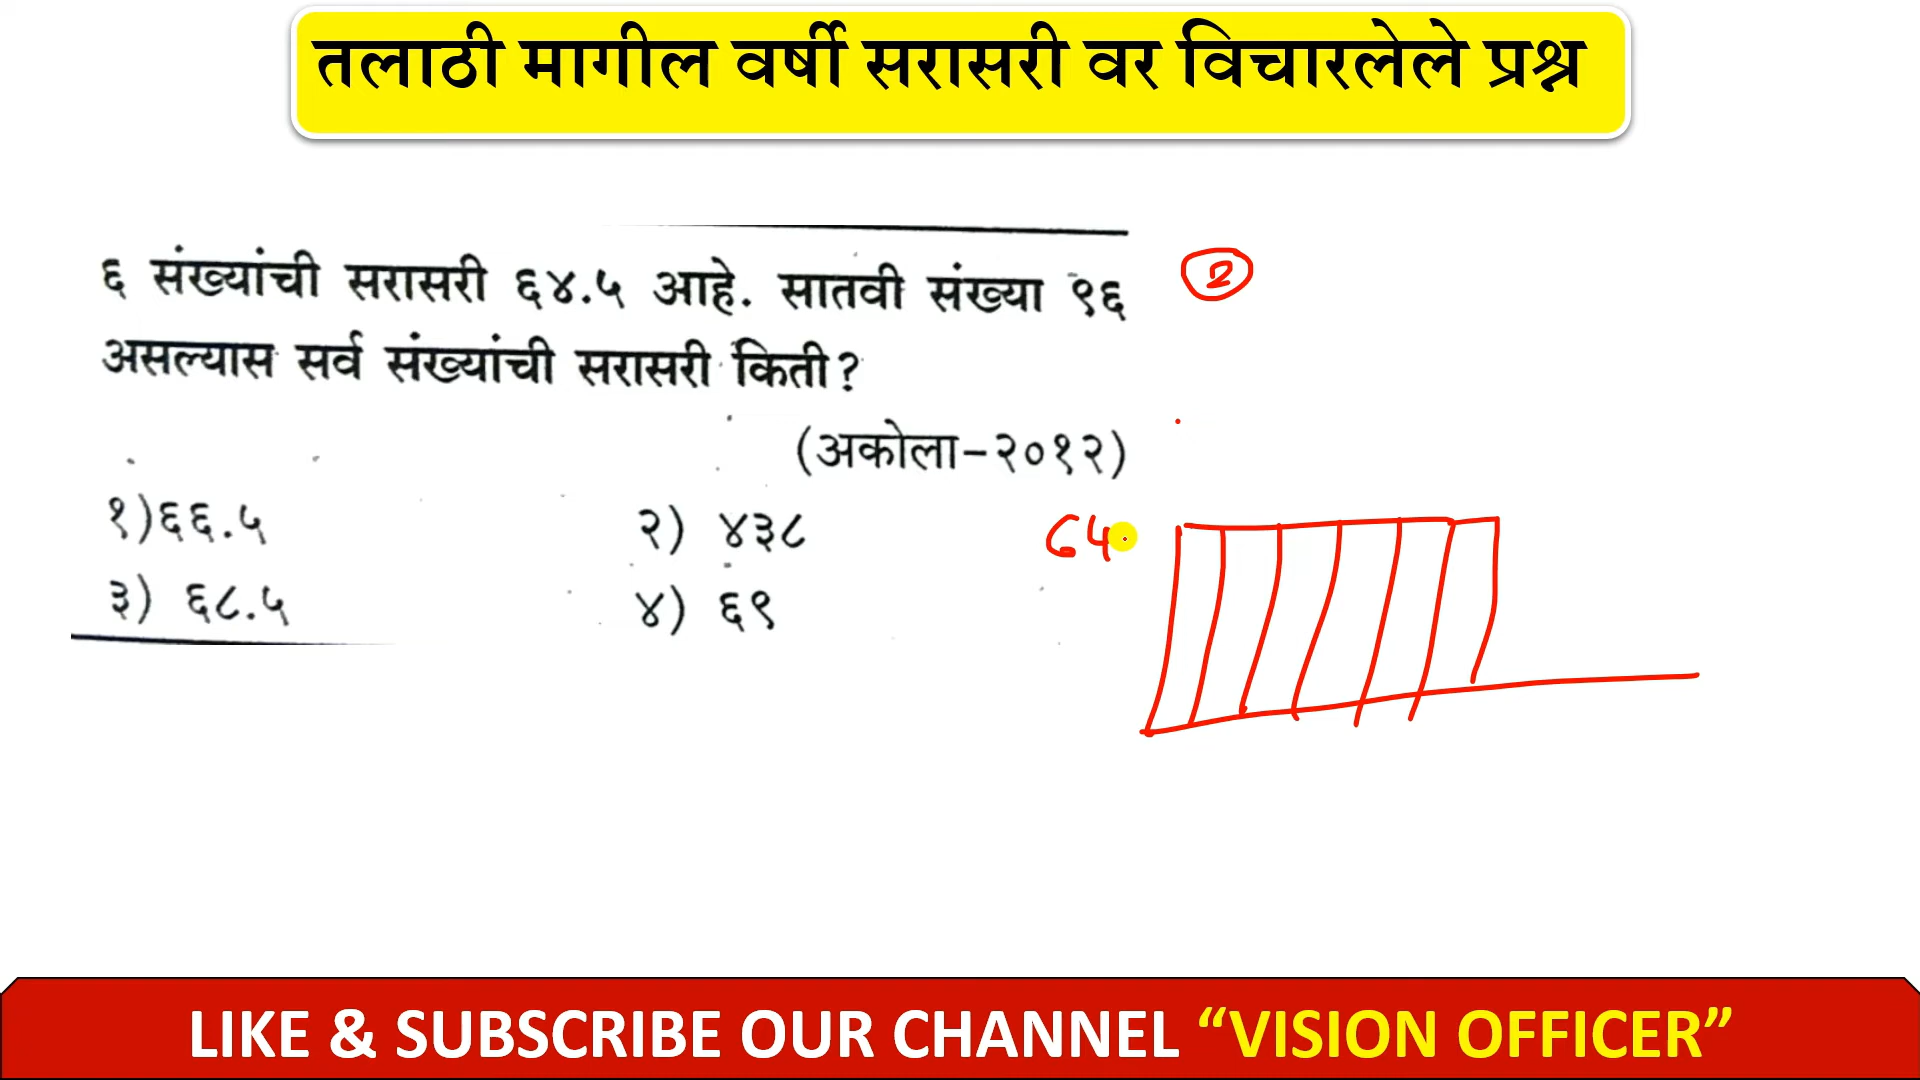 तलाठी मागील वर्षी सरासरी वर विचारलेले प्रश्न
६ संख्यांची सरासरी ६४.५ आहे. सातवी संख्या ९६
असल्यास सर्व संख्यांची सरासरी किती?
(अकोला-२०१२)
१)६६.५
२) ४३८
३) ६८.५
४) ६९
2
64
LIKE & SUBSCRIBE OUR CHANNEL “VISION OFFICER”